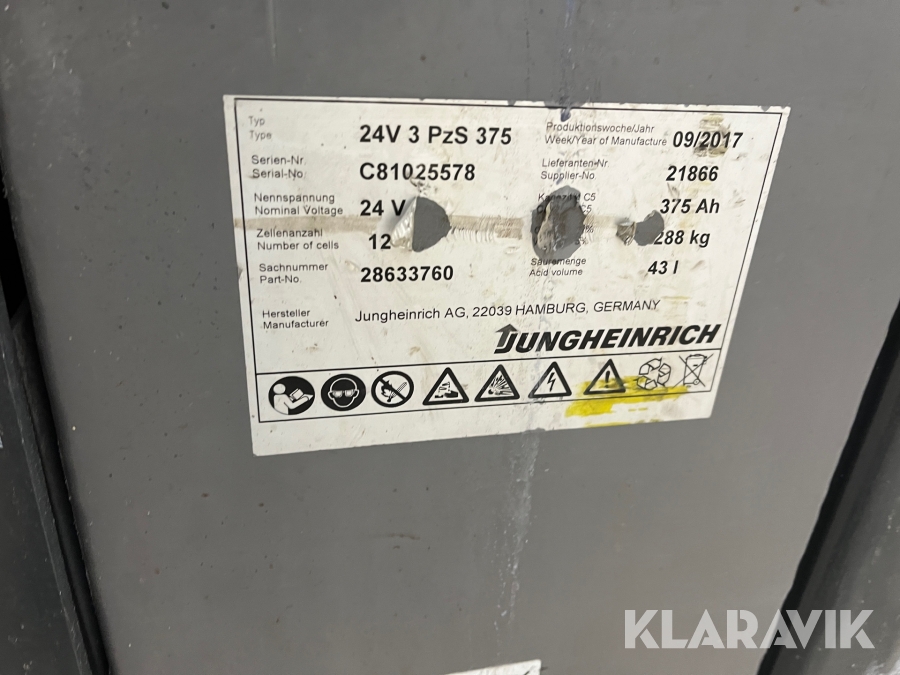 Typ
Type
24V 3 PzS 375
Produktionswoche/Jahr
Week/Year of Manufacture
09/2017
Serien-Nr.
Serial-No.
C81025578
Lieferanten-Nr.
Supplier-No.
21866
Nennspannung
Nominal Voltage
24 V
C5
C5
375 Ah
Zellenanzahl
Number of cells
12
288 kg
Sachnummer
Part-No.
28633760
Säuremenge
Acid volume
43 l
Hersteller
Manufacturer
Jungheinrich AG, 22039 HAMBURG, GERMANY
JUNGHEINRICH
KLARAVIK